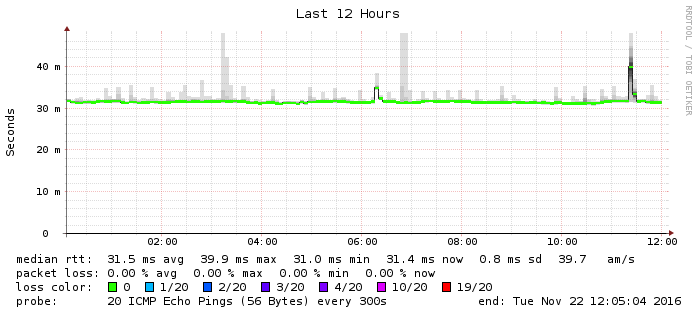 Last 12 Hours
RRDTOOL / TOBI OETIKER
Seconds
40 m
30 m
20 m
10 m
0
02:00 04:00 06:00 08:00 10:00 12:00
median rtt: 31.5 ms avg 39.9 ms max 31.0 ms min 31.4 ms now 0.8 ms sd 39.7 am/s
packet loss: 0.00 % avg 0.00 % max 0.00 % min 0.00 % now
loss color: 0 1/20 2/20 3/20 4/20 10/20 19/20
probe: 20 ICMP Echo Pings (56 Bytes) every 300s end: Tue Nov 22 12:05:04 2016